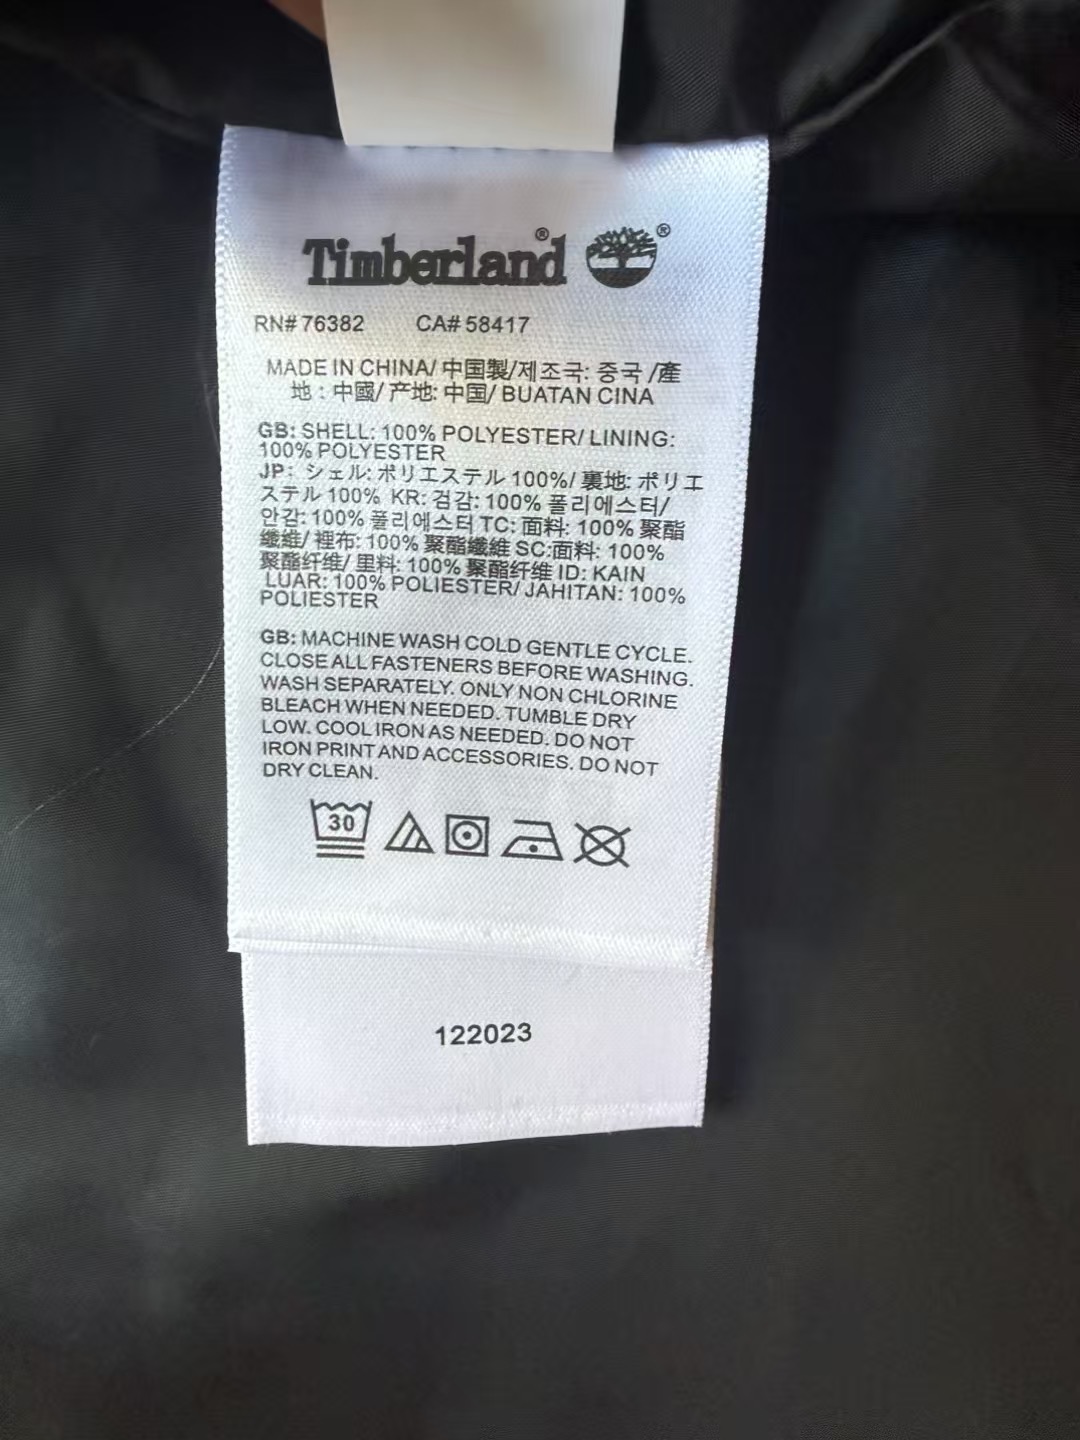 Timberland® ®
RN# 76382 CA# 58417
MADE IN CHINA/ 中国製/제조국: 중국 /產
地 : 中國/ 产地: 中国/ BUATAN CINA
GB: SHELL: 100% POLYESTER/ LINING:
100% POLYESTER
JP: シェル: ポリエステル 100%/ 裏地: ポリエ
ステル 100% KR: 겉감: 100% 폴리에스터/
안감: 100% 폴리에스터 TC: 面料: 100% 聚酯
纖維/ 裡布: 100% 聚酯纖維 SC:面料: 100%
聚酯纤维/ 里料: 100% 聚酯纤维 ID: KAIN
LUAR: 100% POLIESTER/ JAHITAN: 100%
POLIESTER
GB: MACHINE WASH COLD GENTLE CYCLE.
CLOSE ALL FASTENERS BEFORE WASHING.
WASH SEPARATELY. ONLY NON CHLORINE
BLEACH WHEN NEEDED. TUMBLE DRY
LOW. COOL IRON AS NEEDED. DO NOT
IRON PRINT AND ACCESSORIES. DO NOT
DRY CLEAN.
30
122023